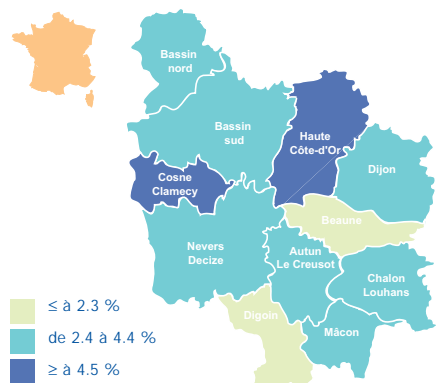 Bassin
nord
Bassin
sud
Haute
Côte-d'Or
Dijon
Cosne
Clamecy
Beaune
Nevers
Decize
Autun
Le Creusot
Chalon
Louhans
Digoin
Mâcon
≤ à 2.3 %
de 2.4 à 4.4 %
≥ à 4.5 %